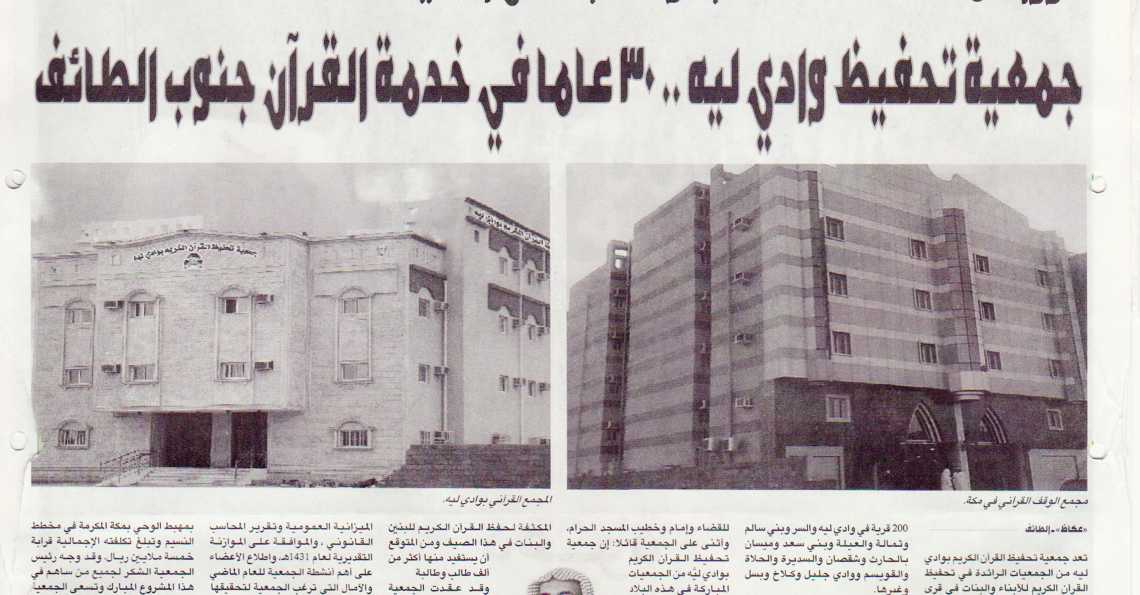 جمعية تحفيظ وادي ليه .. ٣٠ عاما في خدمة القرآن جنوب الطائف
جمعية تحفيظ القرآن الكريم بوادي ليه
مجمع الوقف القرآني في مكة.
المجمع القرآني بوادي ليه.
«عكاظ» ـ الطائف
تعد جمعية تحفيظ القرآن الكريم بوادي
ليه من الجمعيات الرائدة في تحفيظ
القرآن الكريم للأبناء والبنات في قرى
200 قرية في وادي ليه والسر وبني سالم
وثمالة والعبلة وبني سعد وميسان
بالحارث وشقصان والسديرة والحلاة
والقويسم ووادي جليل وكلاخ وبسل
وغيرها.
للقضاء وإمام وخطيب المسجد الحرام،
وأثنى على الجمعية قائلا: إن جمعية
تحفيظ القرآن الكريم
بوادي ليّه من الجمعيات
المباركة في هذه البلاد
المكثفة لحفظ القرآن الكريم للبنين
والبنات في هذا الصيف ومن المتوقع
أن يستفيد منها أكثر من
ألف طالب وطالبة
وقد عقدت الجمعية
الميزانية العمومية وتقرير المحاسب
القانوني، والموافقة على الموازنة
التقديرية لعام 1431هـ، واطلاع الأعضاء
على أهم أنشطة الجمعية للعام الماضي
والآمال التي ترغب الجمعية لتحقيقها
بمهبط الوحي بمكة المكرمة في مخطط
النسيم وتبلغ تكلفته الإجمالية قرابة
خمسة ملايين ريال. وقد وجه رئيس
الجمعية الشكر لجميع من ساهم في
هذا المشروع المبارك وتسعى الجمعية